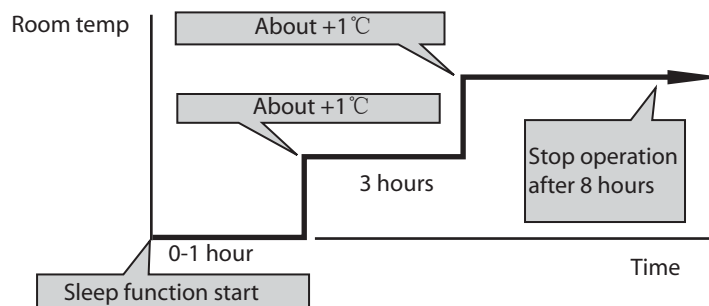 Room temp
About +1℃
About +1℃
3 hours
Stop operation
after 8 hours
0-1 hour
Time
Sleep function start